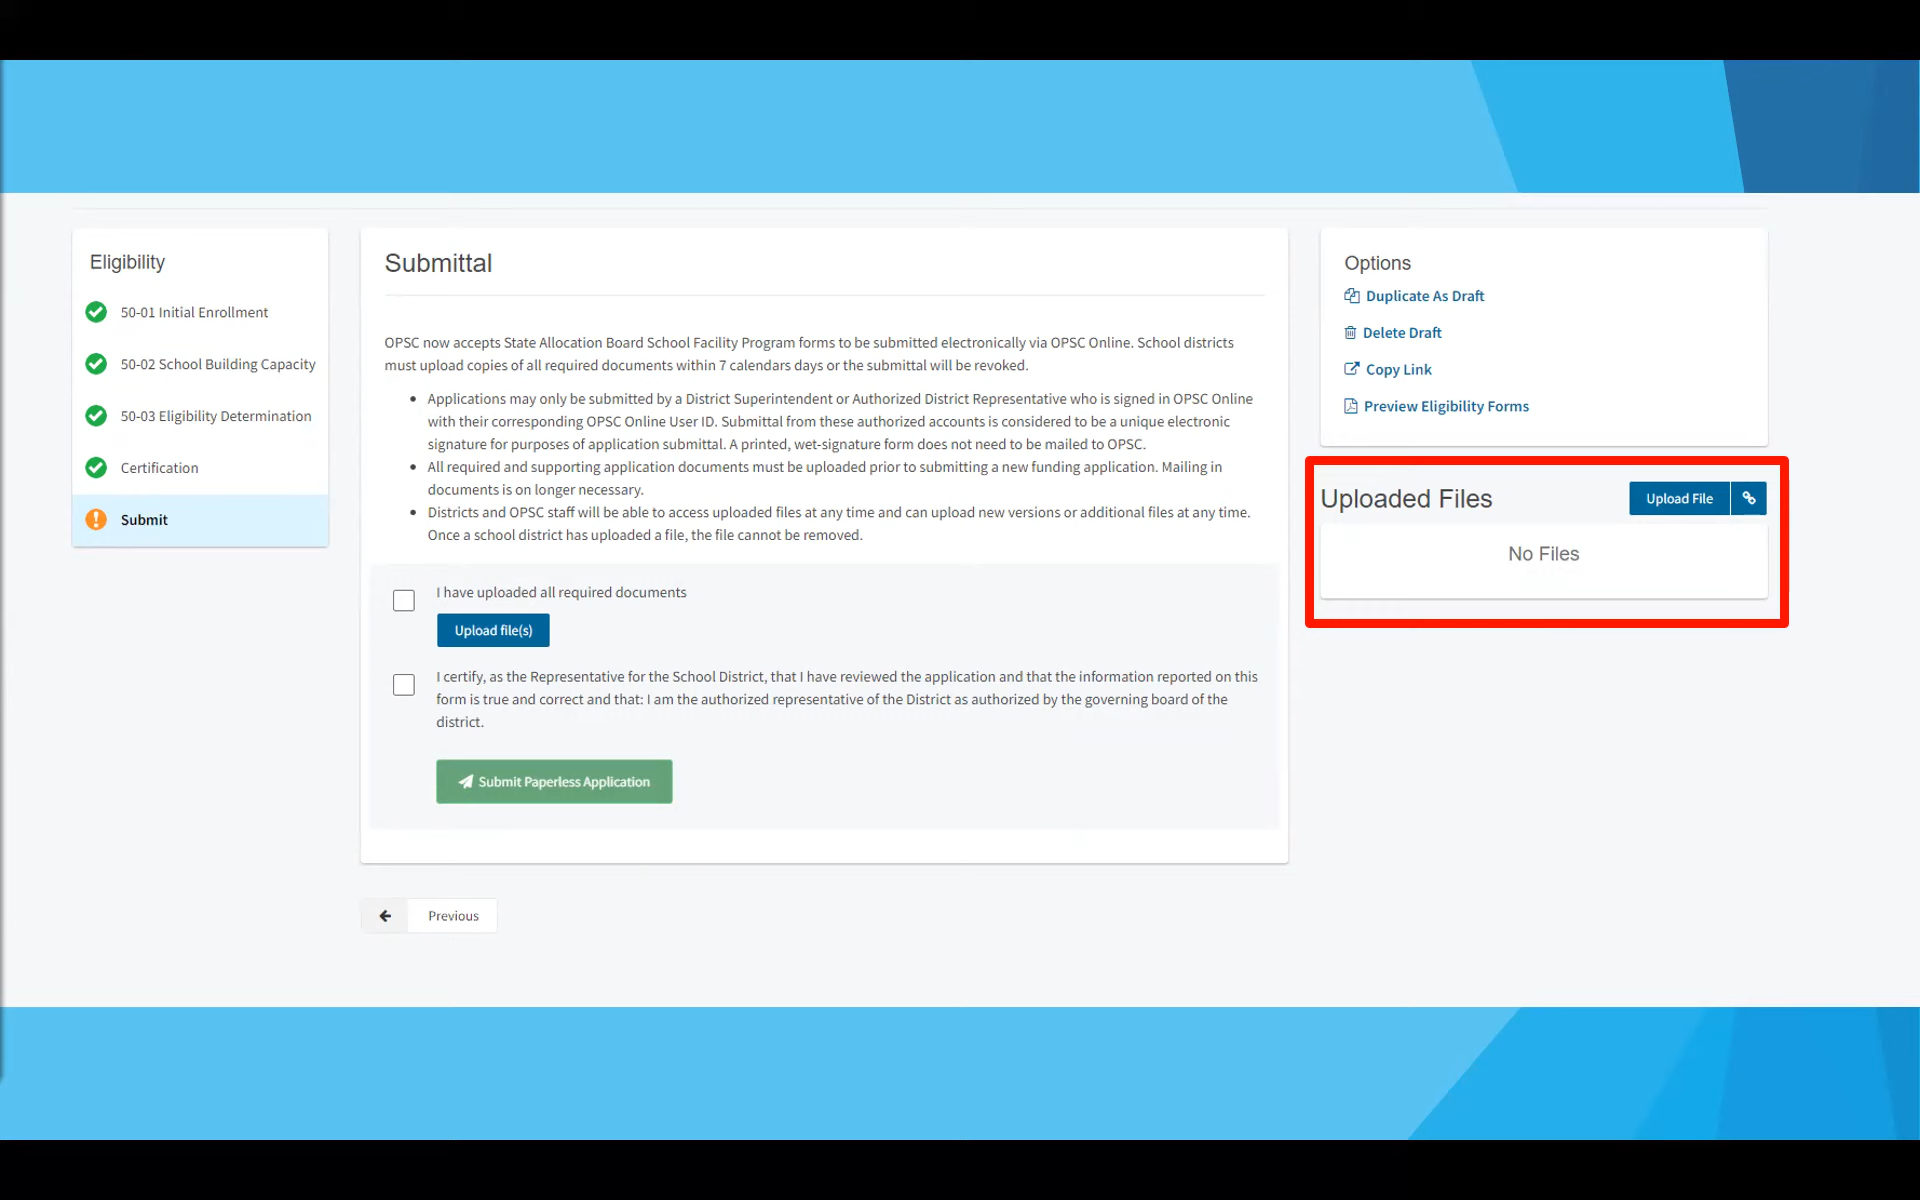 Eligibility
50-01 Initial Enrollment
50-02 School Building Capacity
50-03 Eligibility Determination
Certification
Submit
Submittal
OPSC now accepts State Allocation Board School Facility Program forms to be submitted electronically via OPSC Online. School districts
must upload copies of all required documents within 7 calendars days or the submittal will be revoked.
• Applications may only be submitted by a District Superintendent or Authorized District Representative who is signed in OPSC Online
with their corresponding OPSC Online User ID. Submittal from these authorized accounts is considered to be a unique electronic
signature for purposes of application submittal. A printed, wet-signature form does not need to be mailed to OPSC.
• All required and supporting application documents must be uploaded prior to submitting a new funding application. Mailing in
documents is on longer necessary.
• Districts and OPSC staff will be able to access uploaded files at any time and can upload new versions or additional files at any time.
Once a school district has uploaded a file, the file cannot be removed.
I have uploaded all required documents
Upload file(s)
I certify, as the Representative for the School District, that I have reviewed the application and that the information reported on this
form is true and correct and that: I am the authorized representative of the District as authorized by the governing board of the
district.
Submit Paperless Application
Previous
Options
Duplicate As Draft
Delete Draft
Copy Link
Preview Eligibility Forms
Uploaded Files
Upload File
No Files